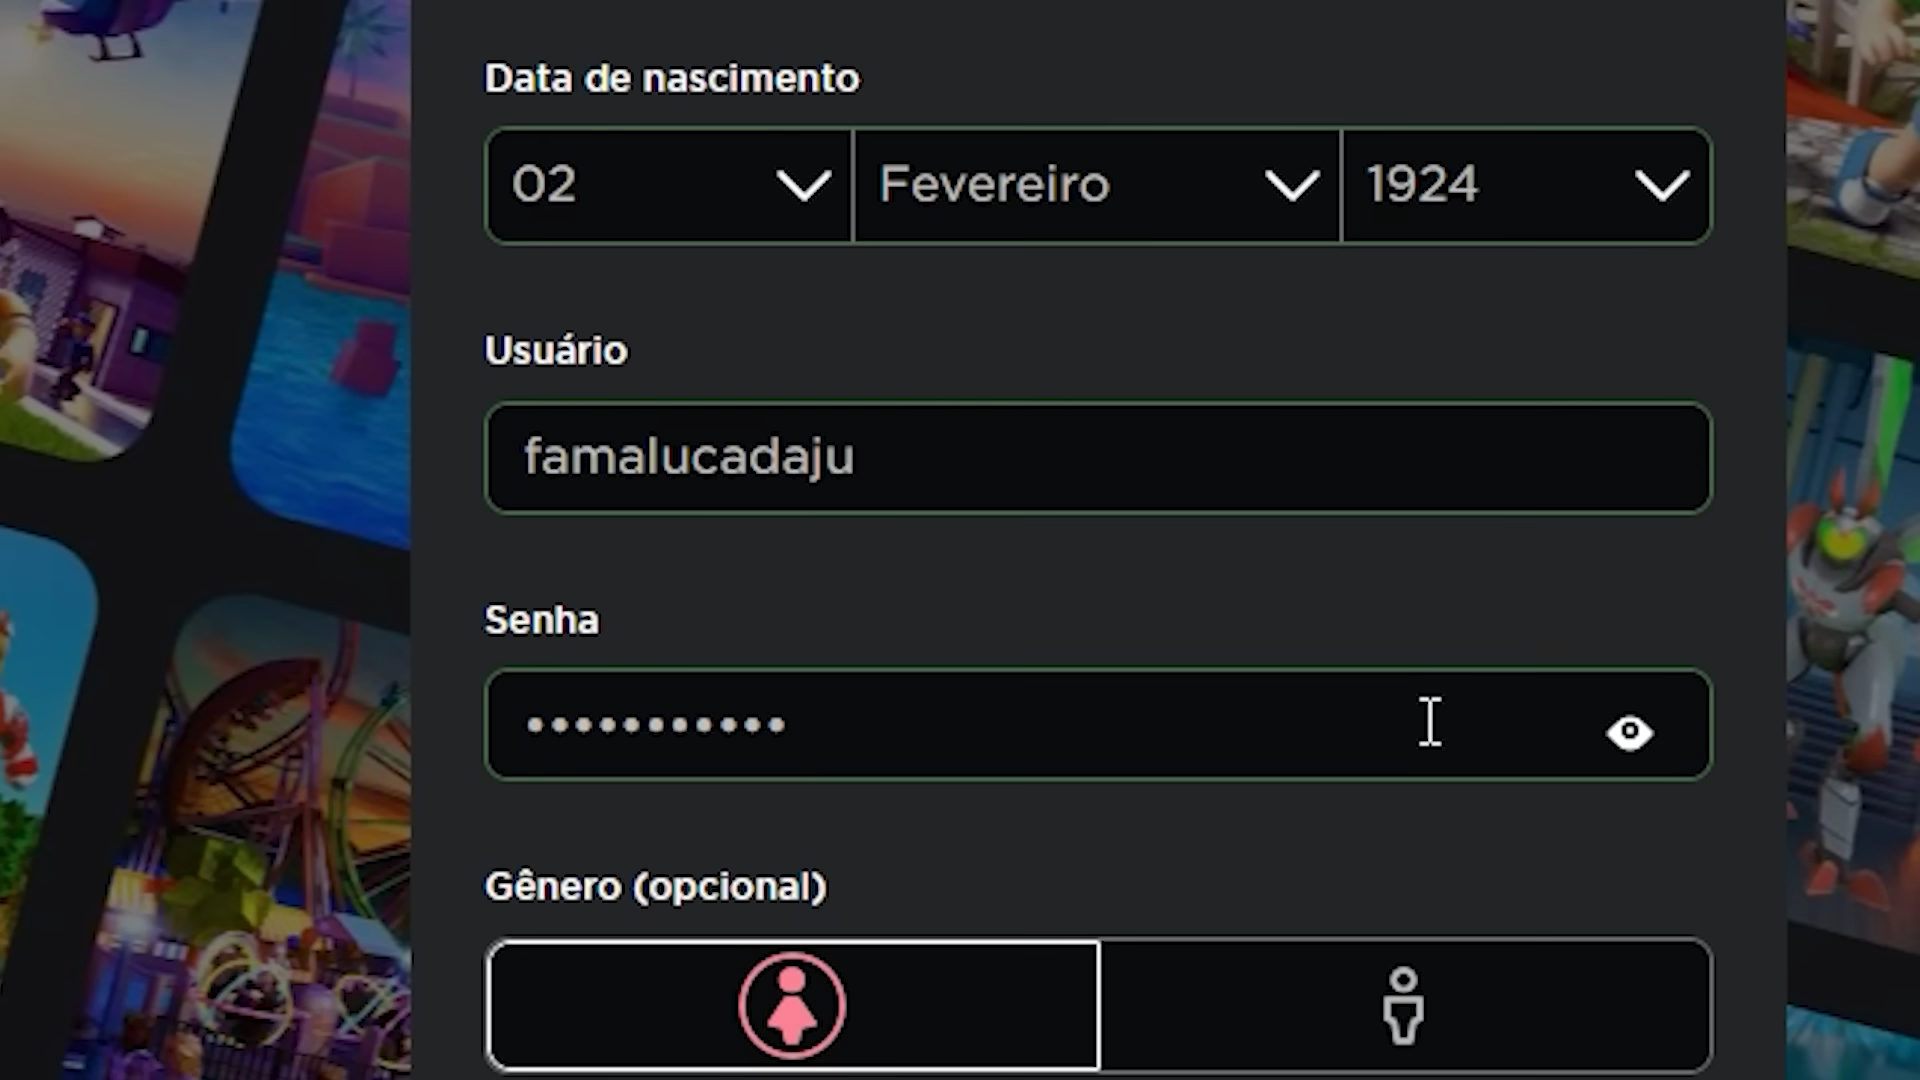 Data de nascimento
02 Fevereiro 1924
Usuário
famalucadaju
Senha
•••••••••••
Gênero (opcional)